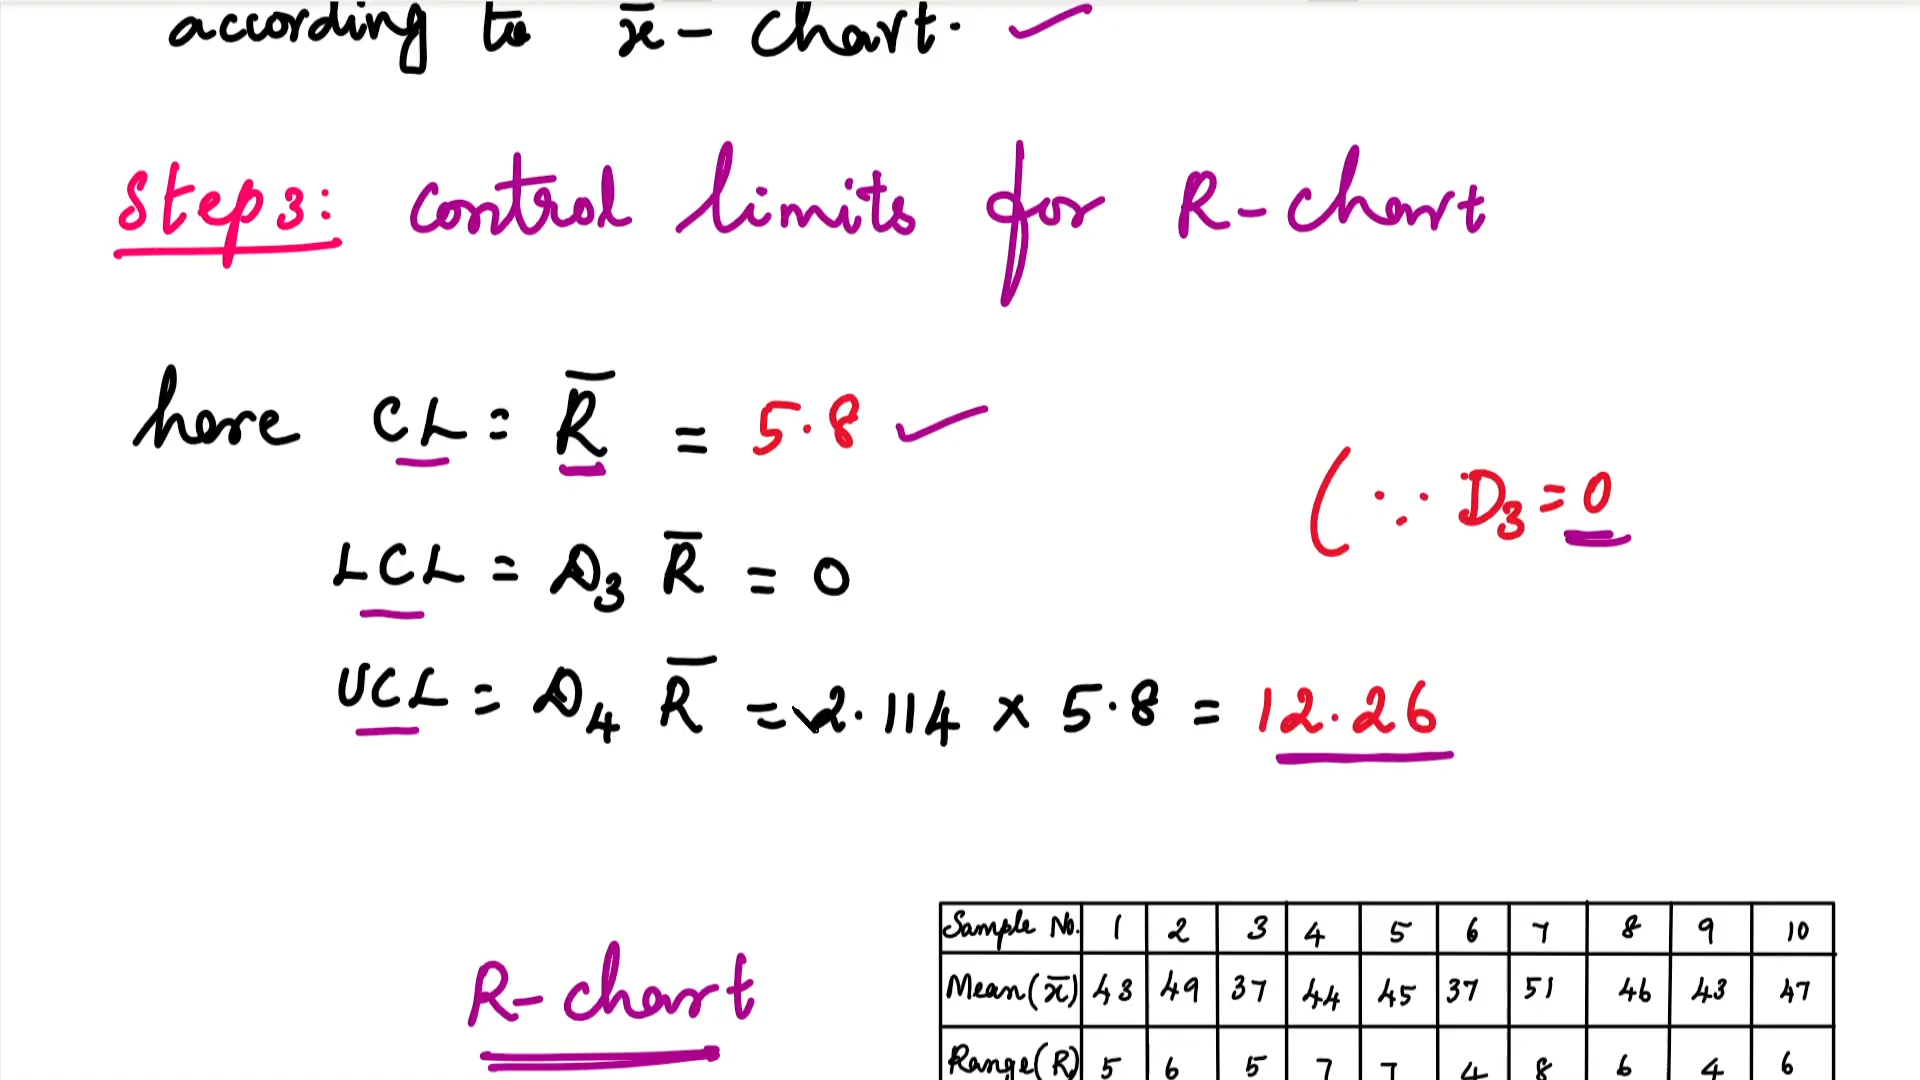 according to x̄ - chart.
Step 3: control limits for R-chart
here CL = R̄ = 5.8
(∵ D₃ = 0
LCL = D₃ R̄ = 0
UCL = D₄ R̄ = 2.114 × 5.8 = 12.26
R-chart
Sample No. 1 2 3 4 5 6 7 8 9 10
Mean (x̄) 43 49 37 44 45 37 51 46 43 47
Range (R) 5 6 5 7 7 4 8 6 4 6